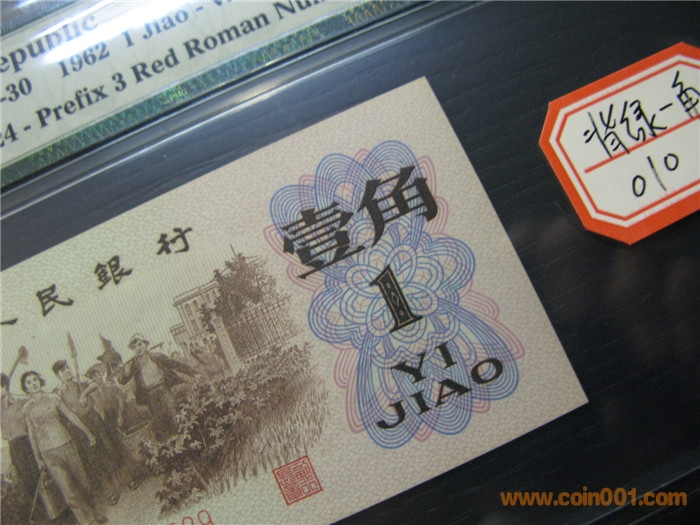 epublic
-30 1962 1 Jiao - W
24 - Prefix 3 Red Roman Nu
背绿一角
010
人民銀行
壹角
1
YI
JIAO
www.coin001.com